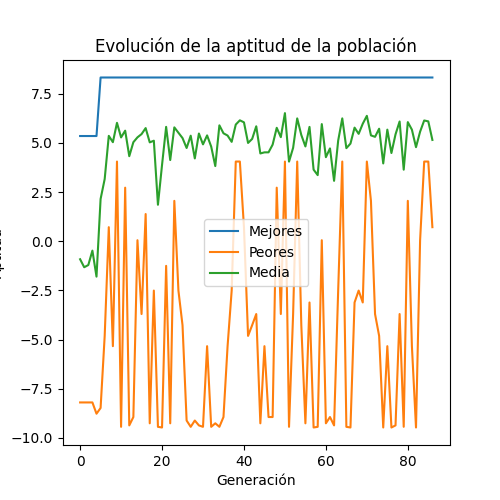 Evolución de la aptitud de la población
7.5
5.0
2.5
0.0
−2.5
−5.0
−7.5
−10.0
Mejores
Peores
Media
0
20
40
60
80
Generación